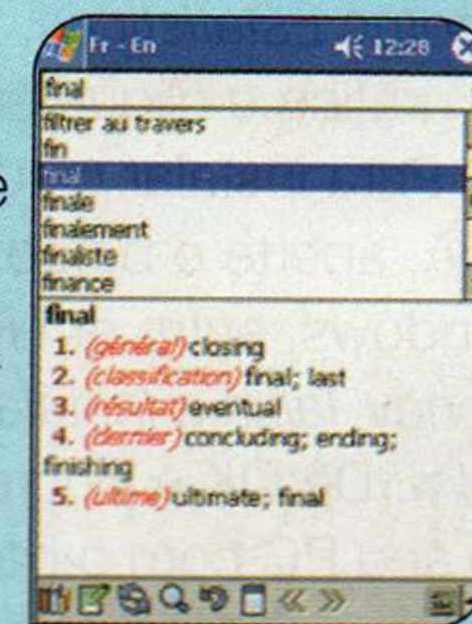 Fr - En 12:28
final
filtrer au travers
fin
final
finale
finalement
finaliste
finance
final
1. (général) closing
2. (classification) final; last
3. (résultat) eventual
4. (dernier) concluding; ending;
finishing
5. (ultime) ultimate; final